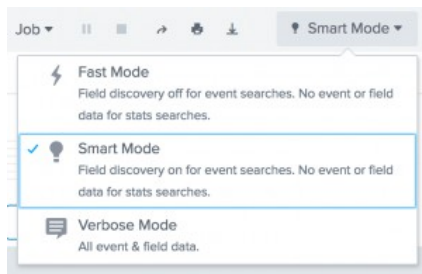 Job
Smart Mode
Fast Mode
Field discovery off for event searches. No event or field
data for stats searches.
Smart Mode
Field discovery on for event searches. No event or field
data for stats searches.
Verbose Mode
All event & field data.